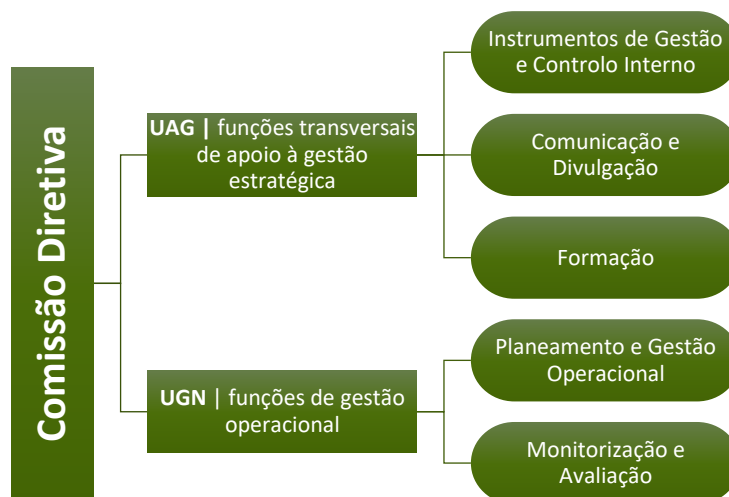 Comissão Diretiva
UAG | funções transversais
de apoio à gestão
estratégica
Instrumentos de Gestão
e Controlo Interno
Comunicação e
Divulgação
Formação
UGN | funções de gestão
operacional
Planeamento e Gestão
Operacional
Monitorização e
Avaliação